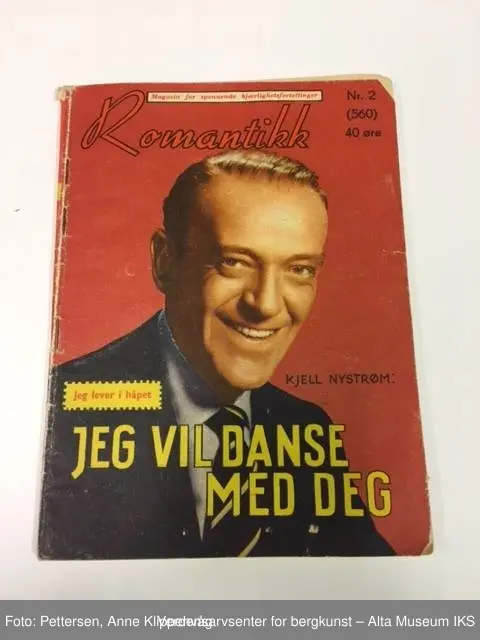 Magasin for spennende kjærlighetsfortellinger
Romantikk
Nr. 2
(560)
40 øre
KJELL NYSTRØM:
Jeg lever i håpet
JEG VIL DANSE
MED DEG
Foto: Pettersen, Anne Kl
Verdensarvsenter for bergkunst – Alta Museum IKS